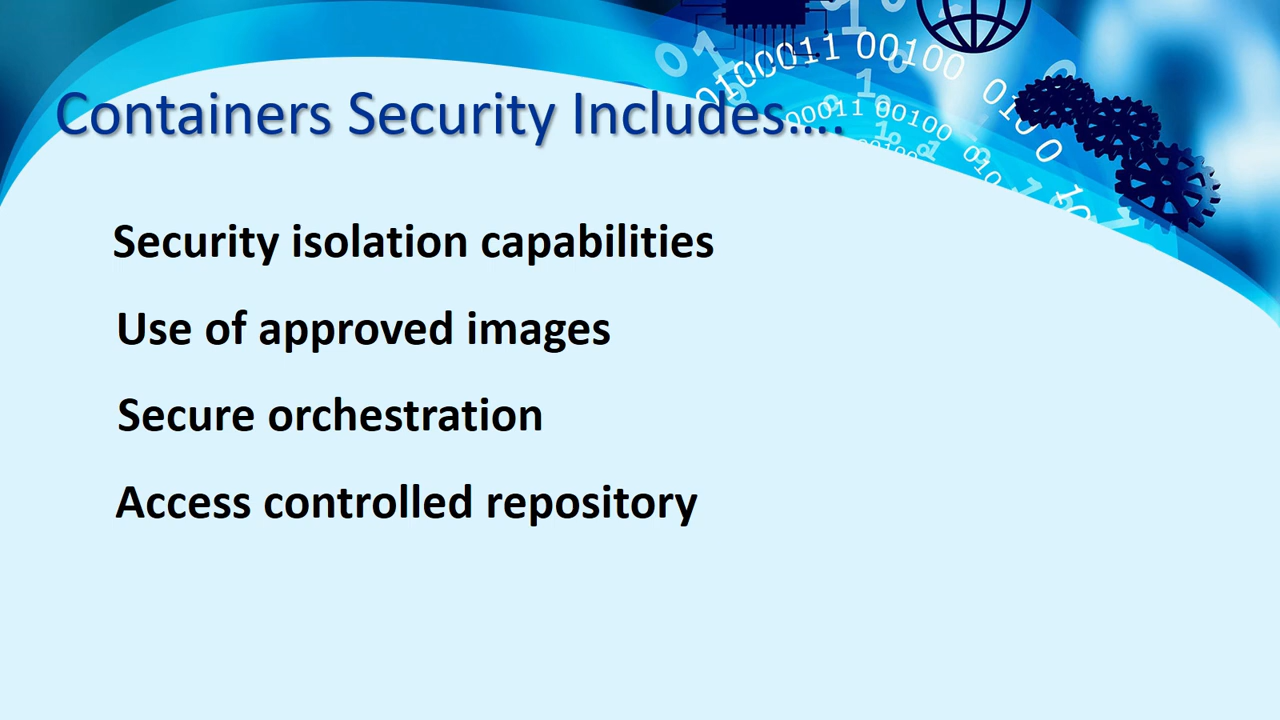 Containers Security Includes....
Security isolation capabilities
Use of approved images
Secure orchestration
Access controlled repository